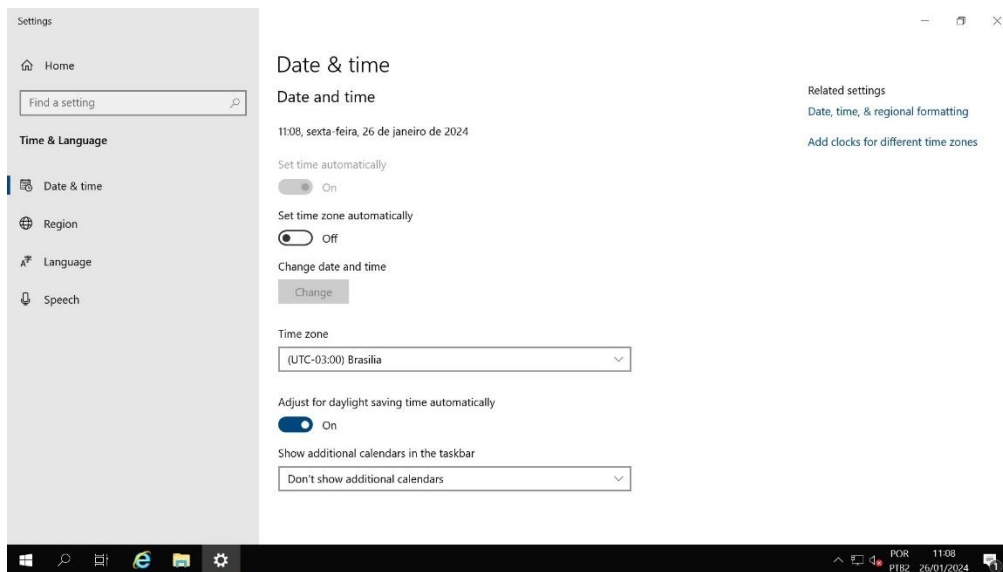 Settings
Home
Find a setting
Time & Language
Date & time
Region
Language
Speech
Date & time
Date and time
11:08, sexta-feira, 26 de janeiro de 2024
Set time automatically
On
Set time zone automatically
Off
Change date and time
Change
Time zone
(UTC-03:00) Brasilia
Adjust for daylight saving time automatically
On
Show additional calendars in the taskbar
Don't show additional calendars
Related settings
Date, time, & regional formatting
Add clocks for different time zones
POR 11:08
PTB2 26/01/2024
1